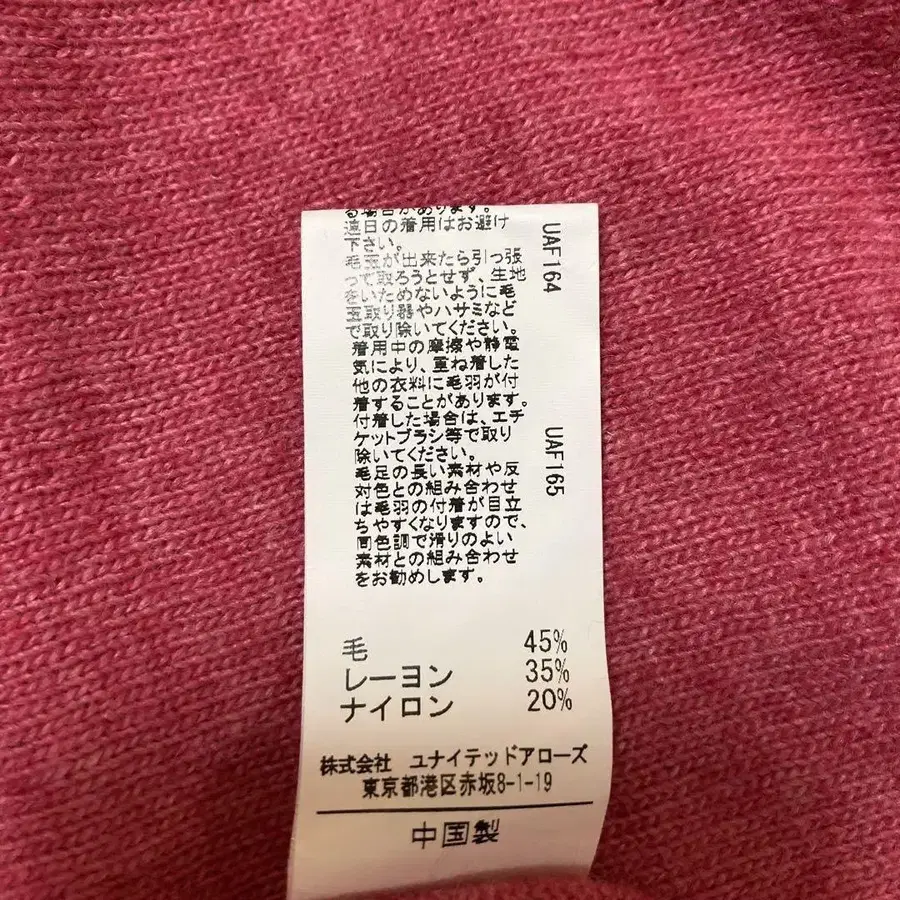 る場合があります。
連日の着用はお避け
下さい。
毛玉が出来たら引っ張
って取ろうとせず、生地
をいためないように毛
玉取り器やハサミなど
で取り除いてください。
着用中の摩擦や静電
気により、重ね着した
他の衣料に毛羽が付
着することがあります。
付着した場合は、エチ
ケットブラシ等で取り
除いてください。
毛足の長い素材や反
対色との組み合わせ
は毛羽の付着が目立
ちやすくなりますので、
同色調で滑りのよい
素材との組み合わせ
をお勧めします。
UAF164
UAF165
毛 45%
レーヨン 35%
ナイロン 20%
株式会社 ユナイテッドアローズ
東京都港区赤坂8-1-19
中国製